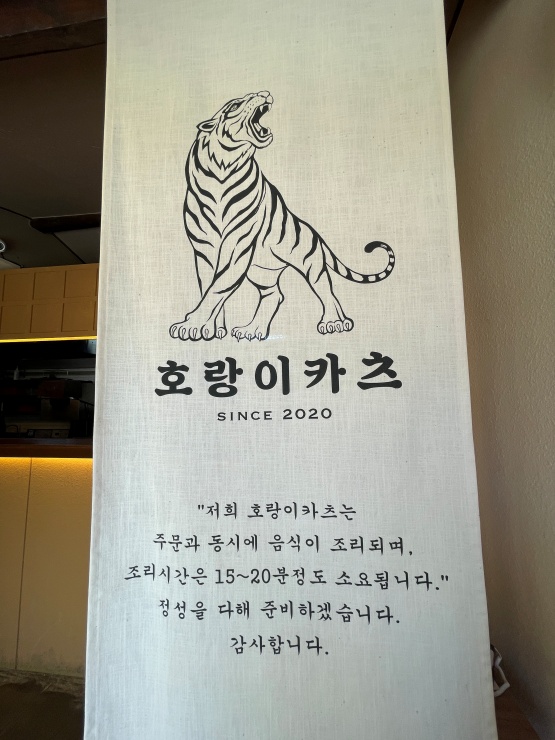 호랑이카츠
SINCE 2020
"저희 호랑이카츠는
주문과 동시에 음식이 조리되며,
조리시간은 15~20분정도 소요됩니다."
정성을 다해 준비하겠습니다.
감사합니다.